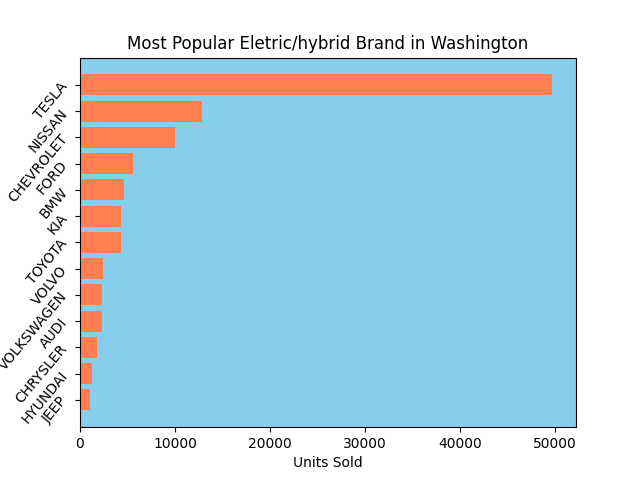 Most Popular Eletric/hybrid Brand in Washington
TESLA
NISSAN
CHEVROLET
FORD
BMW
KIA
TOYOTA
VOLVO
VOLKSWAGEN
AUDI
CHRYSLER
HYUNDAI
JEEP
0 10000 20000 30000 40000 50000
Units Sold